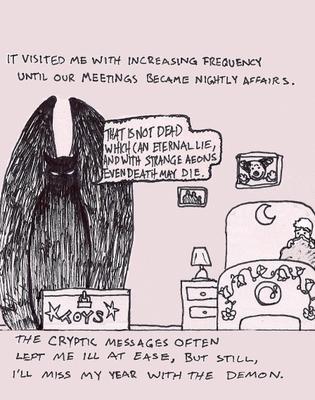 IT VISITED ME WITH INCREASING FREQUENCY
UNTIL OUR MEETINGS BECAME NIGHTLY AFFAIRS.
THAT IS NOT DEAD
WHICH CAN ETERNAL LIE,
AND WITH STRANGE AEONS
EVEN DEATH MAY DIE.
TOYS
THE CRYPTIC MESSAGES OFTEN
LEFT ME ILL AT EASE, BUT STILL,
I'LL MISS MY YEAR WITH THE DEMON.